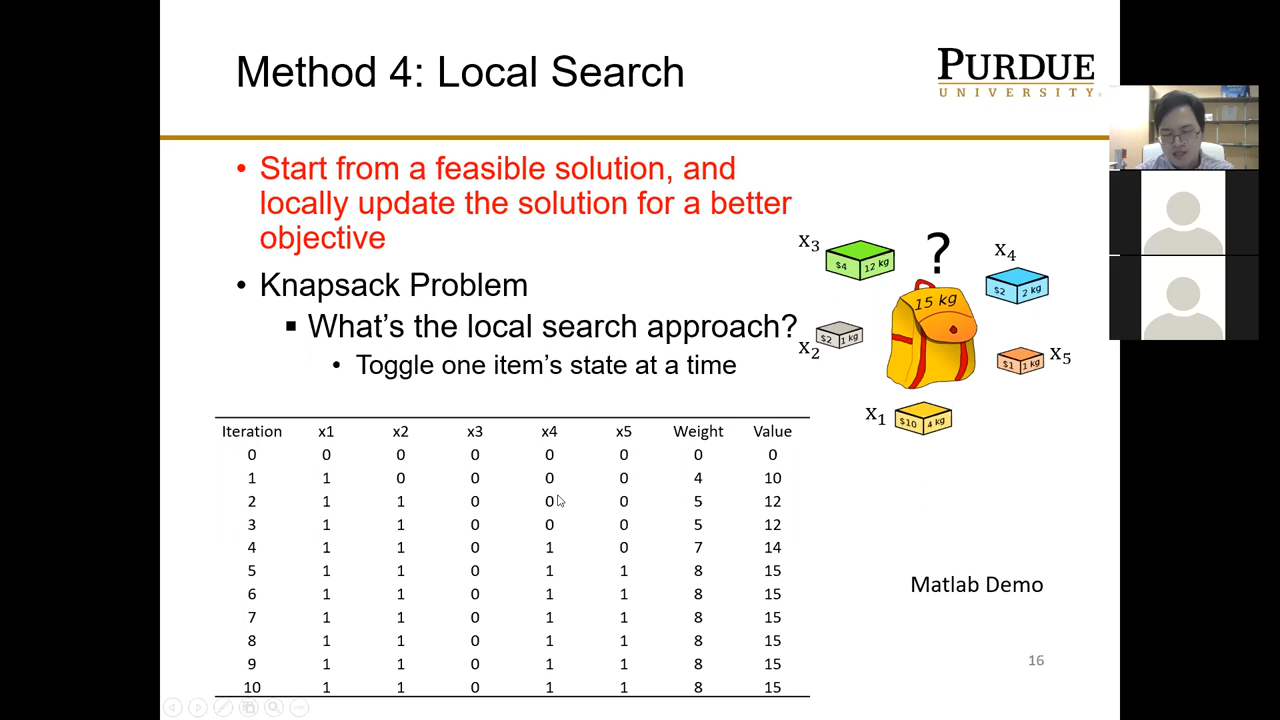 Method 4: Local Search
PURDUE
UNIVERSITY
• Start from a feasible solution, and
locally update the solution for a better
objective
• Knapsack Problem
▪ What's the local search approach?
• Toggle one item's state at a time
x3
$4 12 kg
?
x4
$2 2 kg
15 kg
x2
$2 1 kg
$1 1 kg
x5
x1
$10 4 kg
Iteration x1 x2 x3 x4 x5 Weight Value
0 0 0 0 0 0 0 0
1 1 0 0 0 0 4 10
2 1 1 0 0 0 5 12
3 1 1 0 0 0 5 12
4 1 1 0 1 0 7 14
5 1 1 0 1 1 8 15
6 1 1 0 1 1 8 15
7 1 1 0 1 1 8 15
8 1 1 0 1 1 8 15
9 1 1 0 1 1 8 15
10 1 1 0 1 1 8 15
Matlab Demo
16